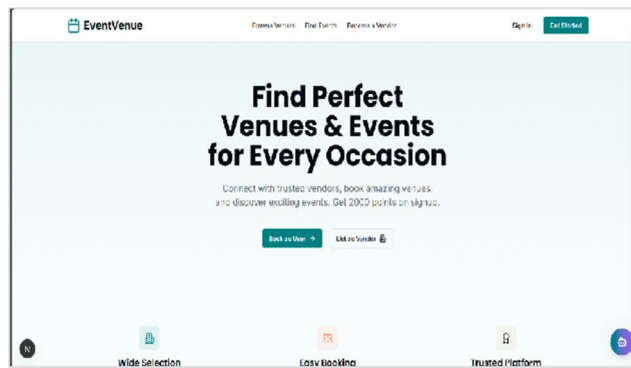 EventVenue
Browse Venues Find Events Become a Vendor
Sign In Get Started
Find Perfect
Venues & Events
for Every Occasion
Connect with trusted vendors, book amazing venues,
and discover exciting events. Get 2000 points on signup.
Book as User →
List as Vendor
N
Wide Selection
Easy Booking
Trusted Platform